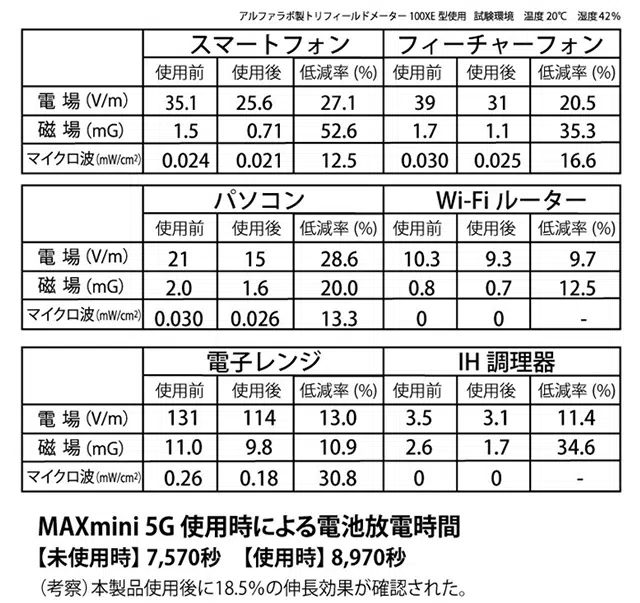 アルファラボ製トリフィールドメーター100XE型使用 試験環境 温度20℃ 湿度42%
スマートフォン フィーチャーフォン
使用前 使用後 低減率(%) 使用前 使用後 低減率(%)
電場(V/m) 35.1 25.6 27.1 39 31 20.5
磁場(mG) 1.5 0.71 52.6 1.7 1.1 35.3
マイクロ波(mW/cm²) 0.024 0.021 12.5 0.030 0.025 16.6
パソコン Wi-Fiルーター
使用前 使用後 低減率(%) 使用前 使用後 低減率(%)
電場(V/m) 21 15 28.6 10.3 9.3 9.7
磁場(mG) 2.0 1.6 20.0 0.8 0.7 12.5
マイクロ波(mW/cm²) 0.030 0.026 13.3 0 0 -
電子レンジ IH調理器
使用前 使用後 低減率(%) 使用前 使用後 低減率(%)
電場(V/m) 131 114 13.0 3.5 3.1 11.4
磁場(mG) 11.0 9.8 10.9 2.6 1.7 34.6
マイクロ波(mW/cm²) 0.26 0.18 30.8 0 0 -
MAXmini 5G 使用時による電池放電時間
【未使用時】7,570秒 【使用時】8,970秒
(考察)本製品使用後に18.5%の伸長効果が確認された。